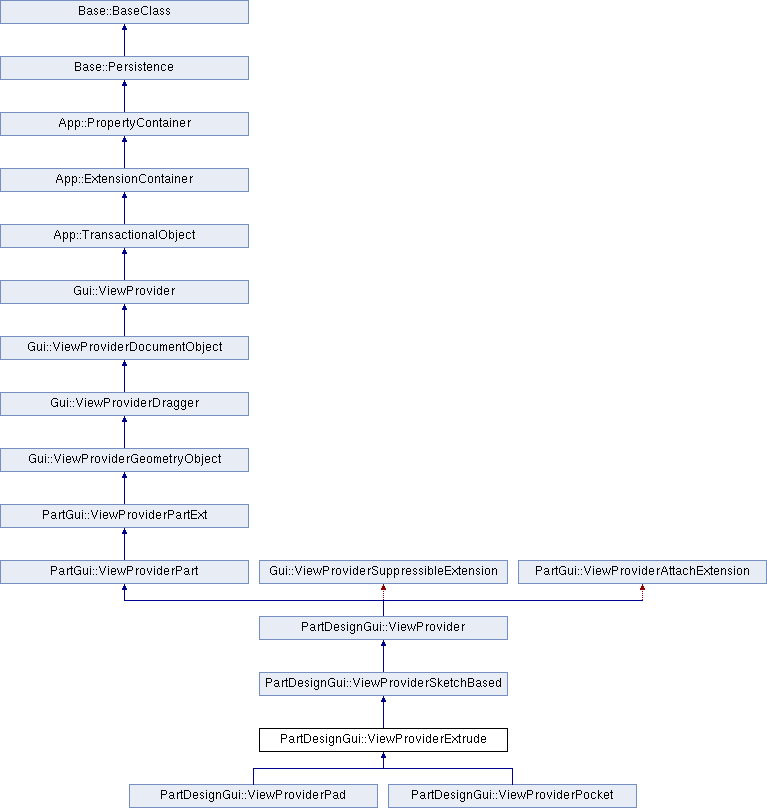 Base::BaseClass
Base::Persistence
App::PropertyContainer
App::ExtensionContainer
App::TransactionalObject
Gui::ViewProvider
Gui::ViewProviderDocumentObject
Gui::ViewProviderDragger
Gui::ViewProviderGeometryObject
PartGui::ViewProviderPartExt
PartGui::ViewProviderPart
Gui::ViewProviderSuppressibleExtension
PartGui::ViewProviderAttachExtension
PartDesignGui::ViewProvider
PartDesignGui::ViewProviderSketchBased
PartDesignGui::ViewProviderExtrude
PartDesignGui::ViewProviderPad
PartDesignGui::ViewProviderPocket